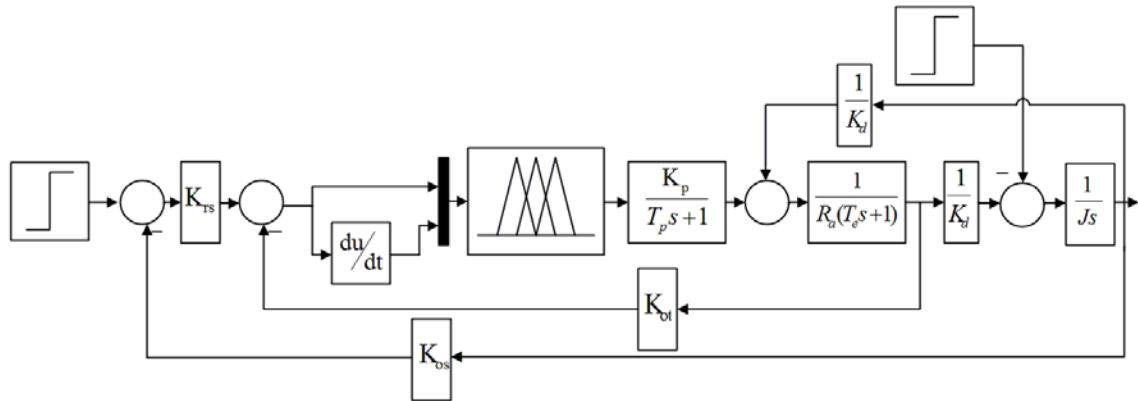 1
K_d
K_rs
du/dt
K_p
T_p s+1
1
R_a(T_e s+1)
1
K_d
1
Js
K_ot
K_os